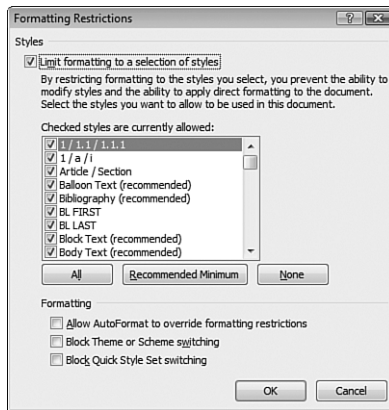 Formatting Restrictions
Styles
Limit formatting to a selection of styles
By restricting formatting to the styles you select, you prevent the ability to
modify styles and the ability to apply direct formatting to the document.
Select the styles you want to allow to be used in this document.
Checked styles are currently allowed:
1 / 1.1 / 1.1.1
1 / a / i
Article / Section
Balloon Text (recommended)
Bibliography (recommended)
BL FIRST
BL LAST
Block Text (recommended)
Body Text (recommended)
All Recommended Minimum None
Formatting
Allow AutoFormat to override formatting restrictions
Block Theme or Scheme switching
Block Quick Style Set switching
OK Cancel